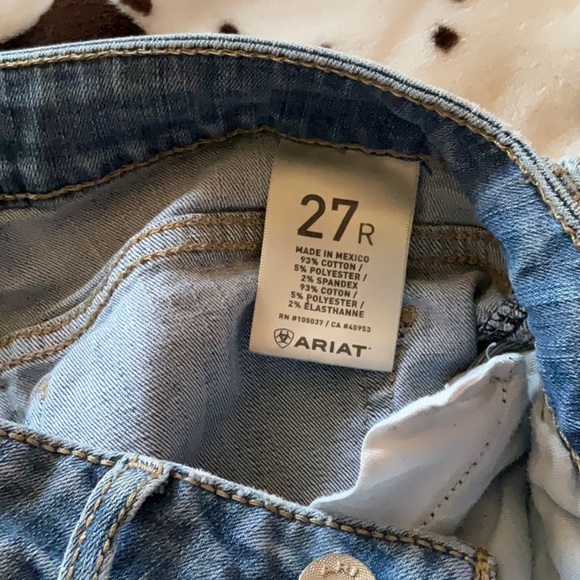 27R
MADE IN MEXICO
93% COTTON /
5% POLYESTER /
2% SPANDEX
93% COTON /
5% POLYESTER /
2% ÉLASTHANNE
RN #105037 / CA #45953
ARIAT